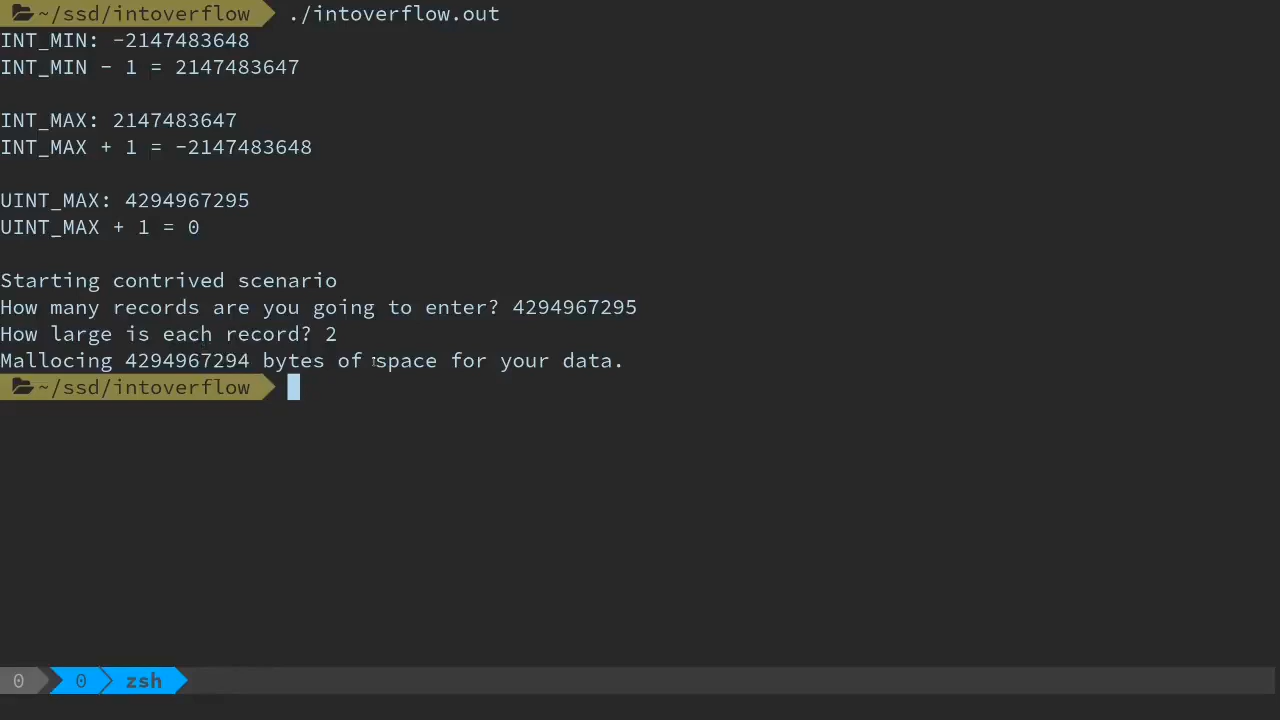 ~/ssd/intoverflow ./intoverflow.out
INT_MIN: -2147483648
INT_MIN - 1 = 2147483647
INT_MAX: 2147483647
INT_MAX + 1 = -2147483648
UINT_MAX: 4294967295
UINT_MAX + 1 = 0
Starting contrived scenario
How many records are you going to enter? 4294967295
How large is each record? 2
Mallocing 4294967294 bytes of space for your data.
~/ssd/intoverflow
0 0 zsh